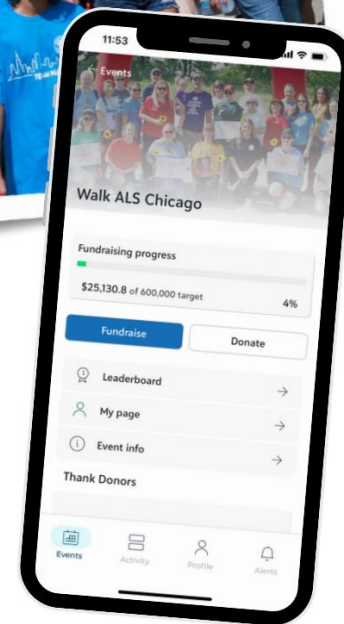 11:53
← Events
Walk ALS Chicago
Fundraising progress
$25,130.8 of 600,000 target 4%
Fundraise Donate
Leaderboard →
My page →
Event info →
Thank Donors
Events Activity Profile Alerts